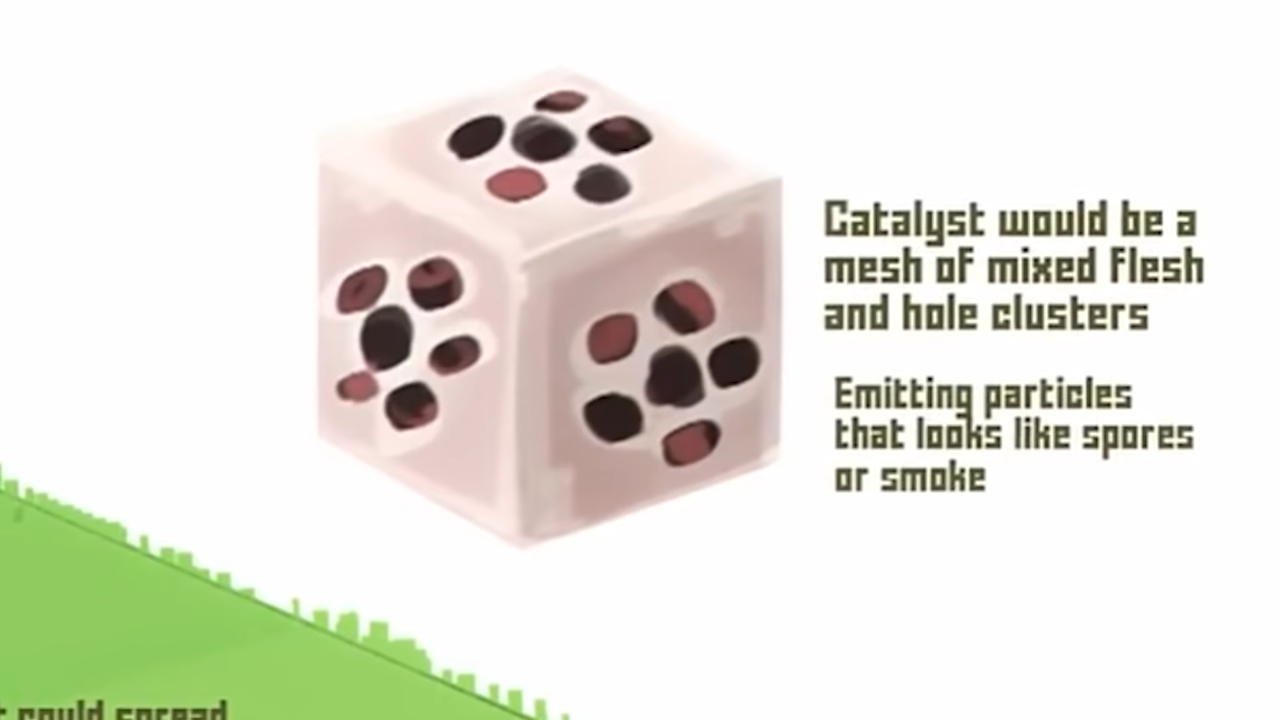 Catalyst would be a
mesh of mixed flesh
and hole clusters
Emitting particles
that looks like spores
or smoke
could spread